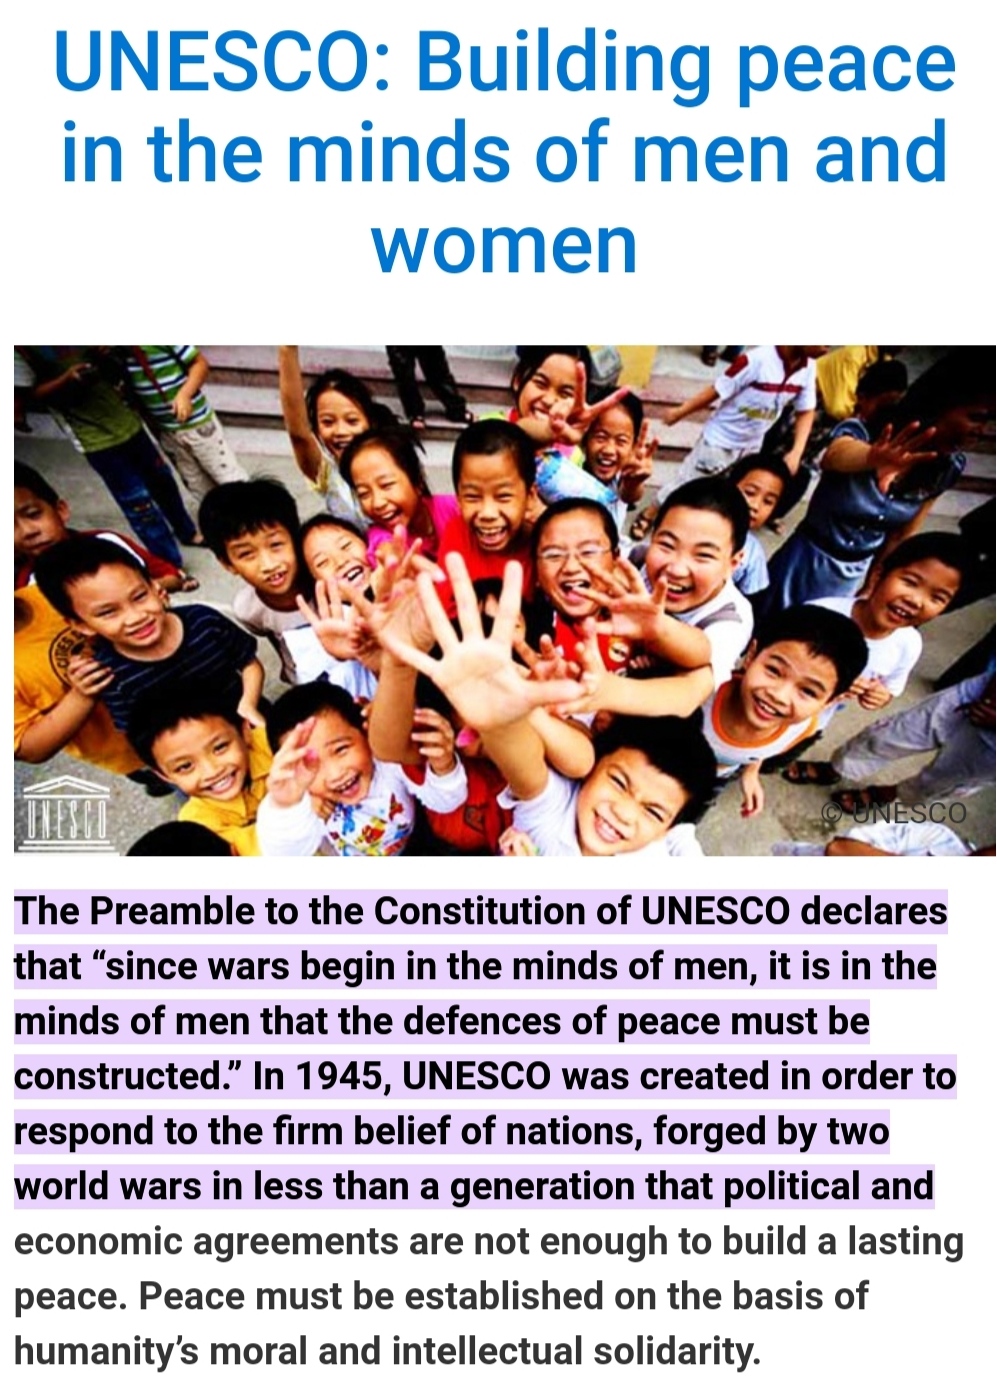 UNESCO: Building peace
in the minds of men and
women
UNESCO
© UNESCO
The Preamble to the Constitution of UNESCO declares
that “since wars begin in the minds of men, it is in the
minds of men that the defences of peace must be
constructed.” In 1945, UNESCO was created in order to
respond to the firm belief of nations, forged by two
world wars in less than a generation that political and
economic agreements are not enough to build a lasting
peace. Peace must be established on the basis of
humanity’s moral and intellectual solidarity.